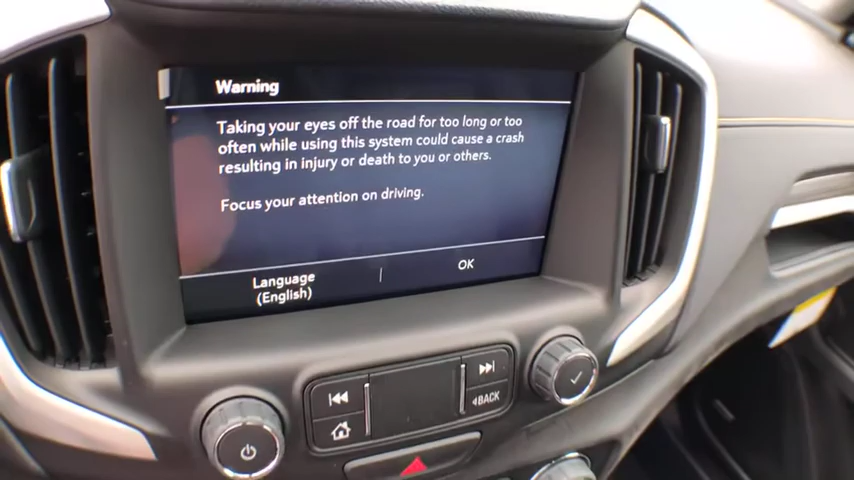 Warning
Taking your eyes off the road for too long or too
often while using this system could cause a crash
resulting in injury or death to you or others.
Focus your attention on driving.
Language
(English)
OK
BACK